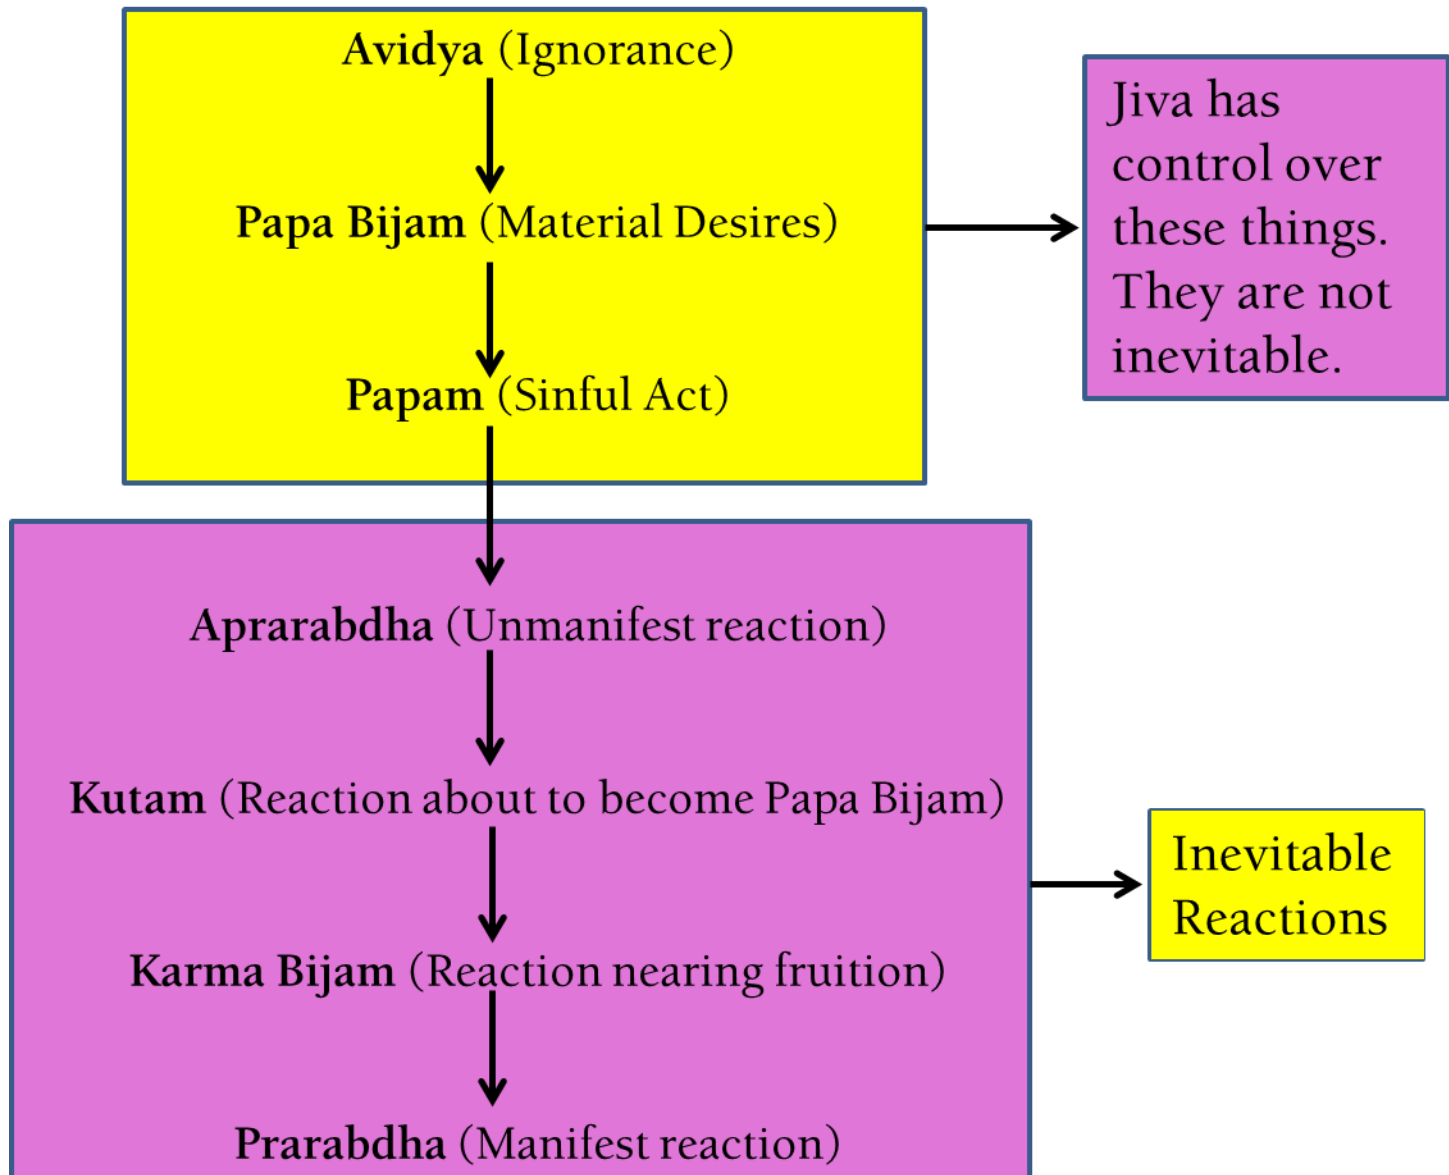 Avidya (Ignorance)
Papa Bijam (Material Desires)
Papam (Sinful Act)
Jiva has
control over
these things.
They are not
inevitable.
Aprarabdha (Unmanifest reaction)
Kutam (Reaction about to become Papa Bijam)
Karma Bijam (Reaction nearing fruition)
Prarabdha (Manifest reaction)
Inevitable
Reactions